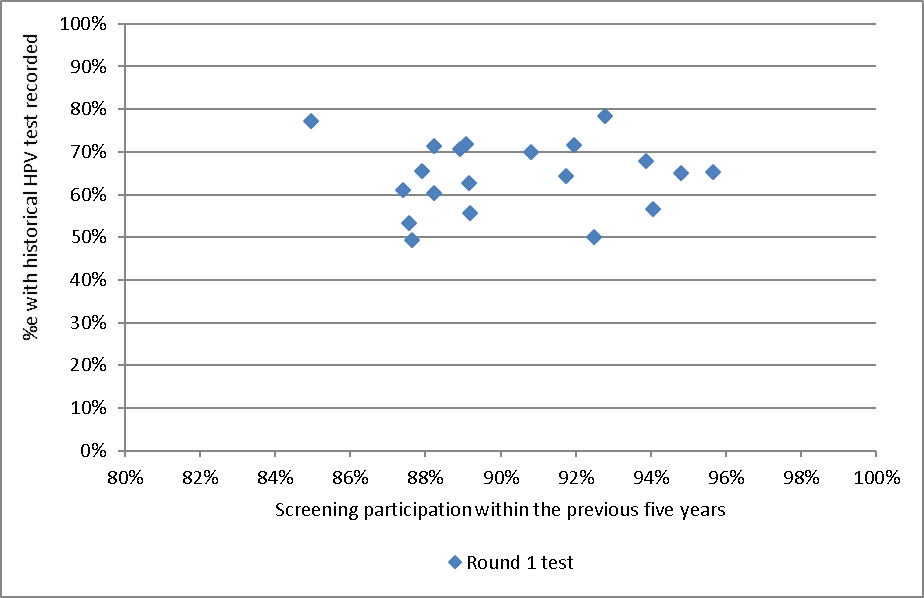 100%
90%
80%
70%
60%
50%
40%
30%
20%
10%
0%
‰e with historical HPV test recorded
80% 82% 84% 86% 88% 90% 92% 94% 96% 98% 100%
Screening participation within the previous five years
Round 1 test